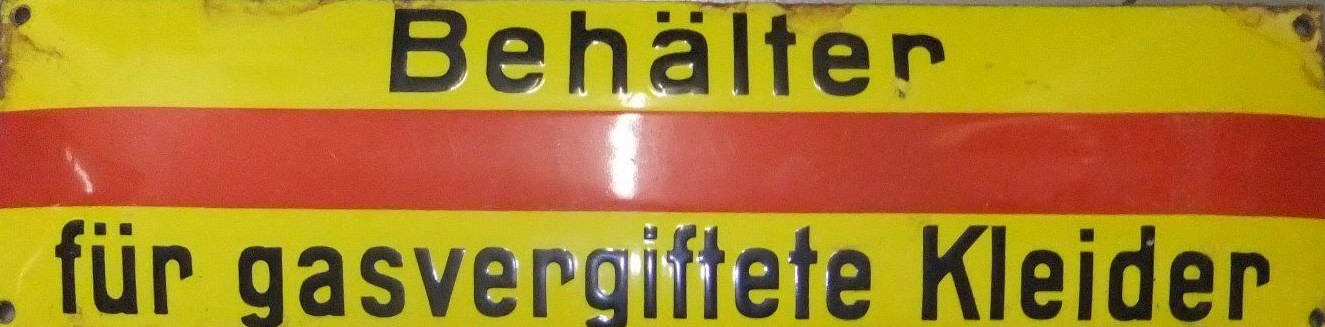 Behälter
für gasvergiftete Kleider